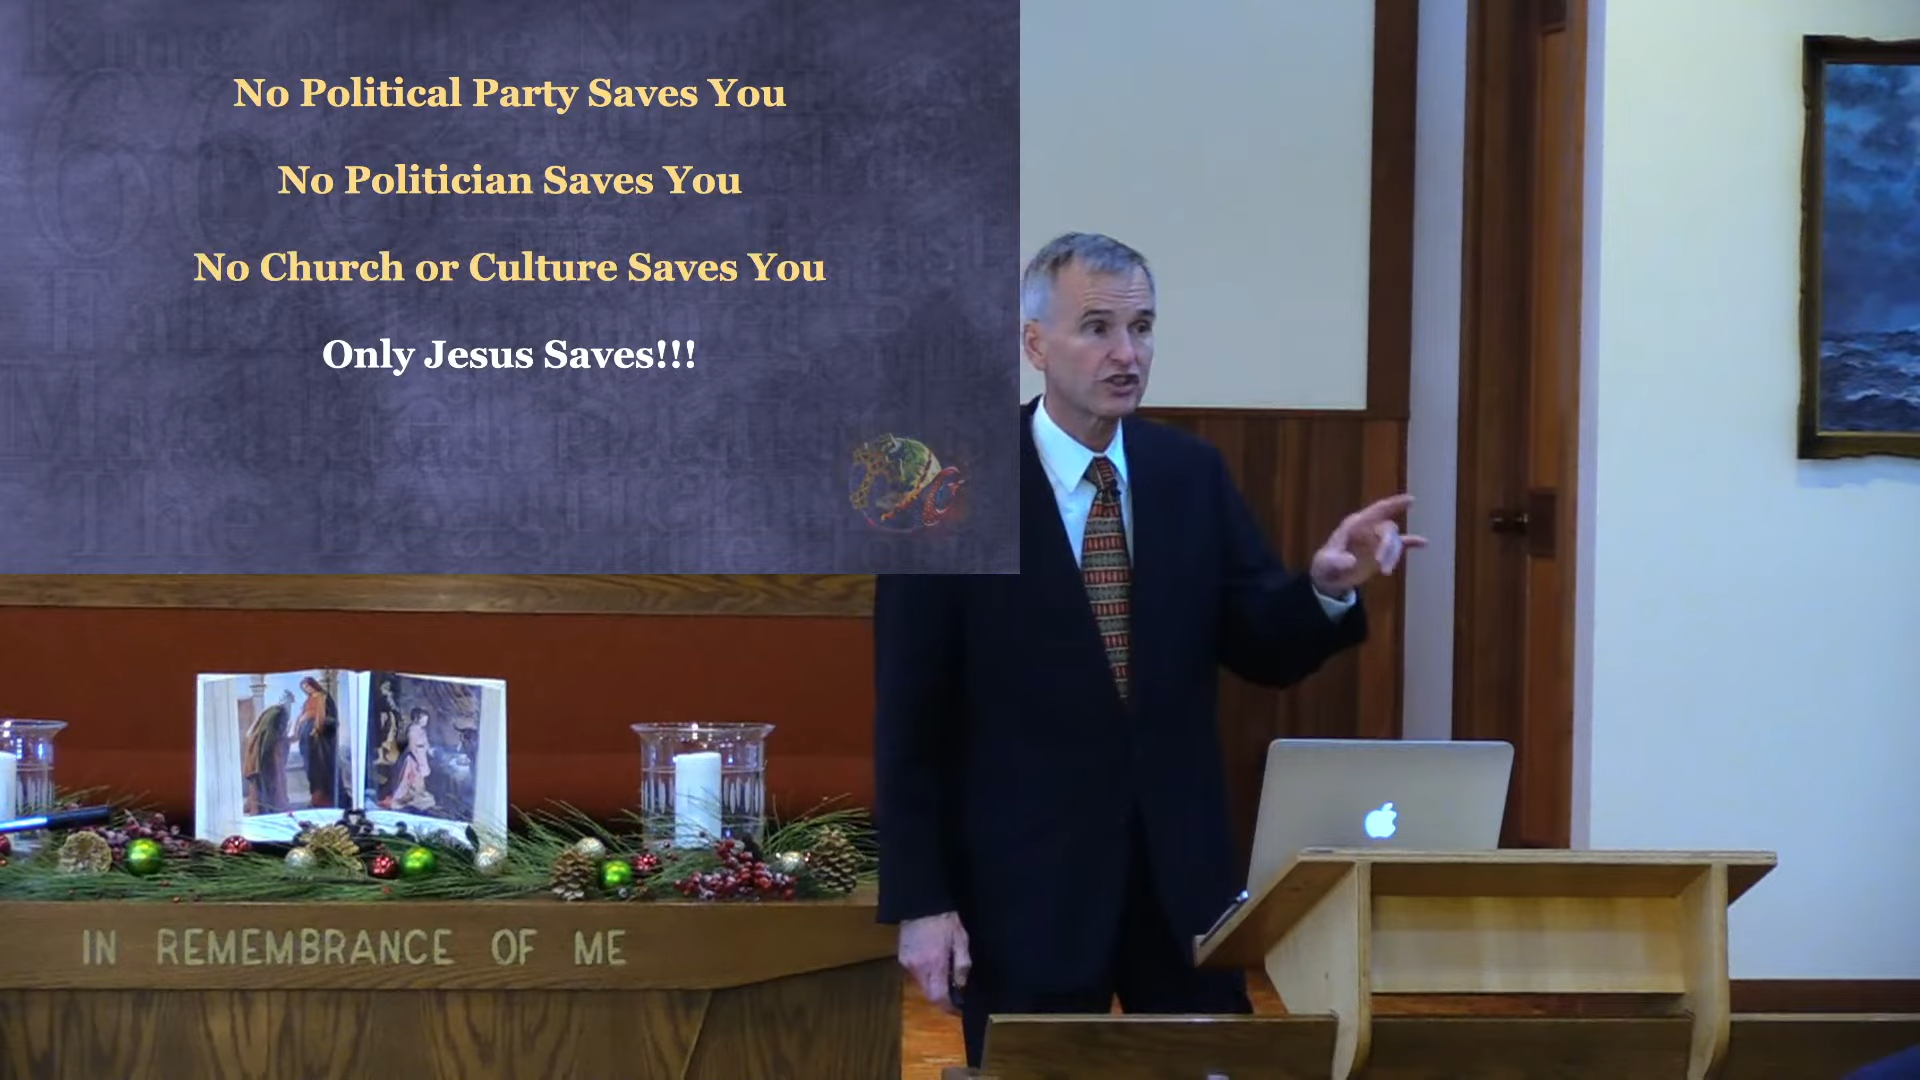 No Political Party Saves You
No Politician Saves You
No Church or Culture Saves You
Only Jesus Saves!!!
IN REMEMBRANCE OF ME